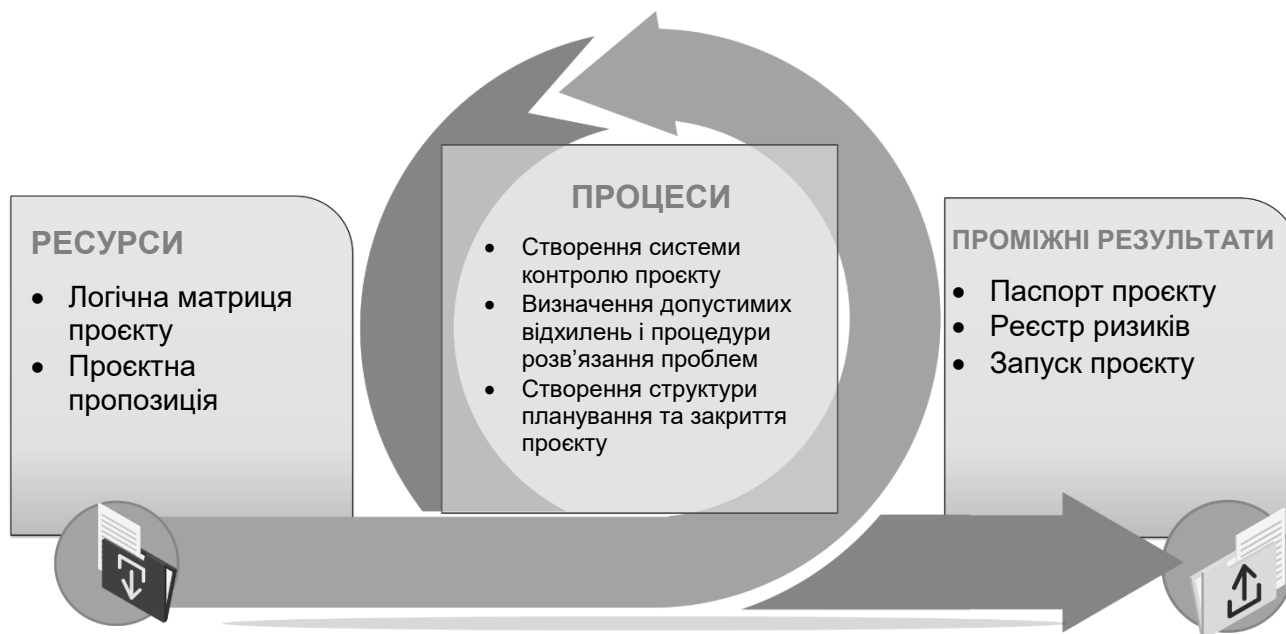 РЕСУРСИ
• Логічна матриця
проєкту
• Проєктна
пропозиція
ПРОЦЕСИ
• Створення системи
контролю проєкту
• Визначення допустимих
відхилень і процедури
розв’язання проблем
• Створення структури
планування та закриття
проєкту
ПРОМІЖНІ РЕЗУЛЬТАТИ
• Паспорт проєкту
• Реєстр ризиків
• Запуск проєкту